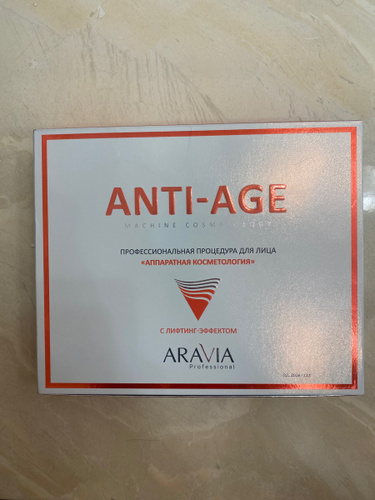 ANTI-AGE
MACHINE COSMETOLOGY
ПРОФЕССИОНАЛЬНАЯ ПРОЦЕДУРА ДЛЯ ЛИЦА
«АППАРАТНАЯ КОСМЕТОЛОГИЯ»
С ЛИФТИНГ-ЭФФЕКТОМ
ARAVIA
Professional